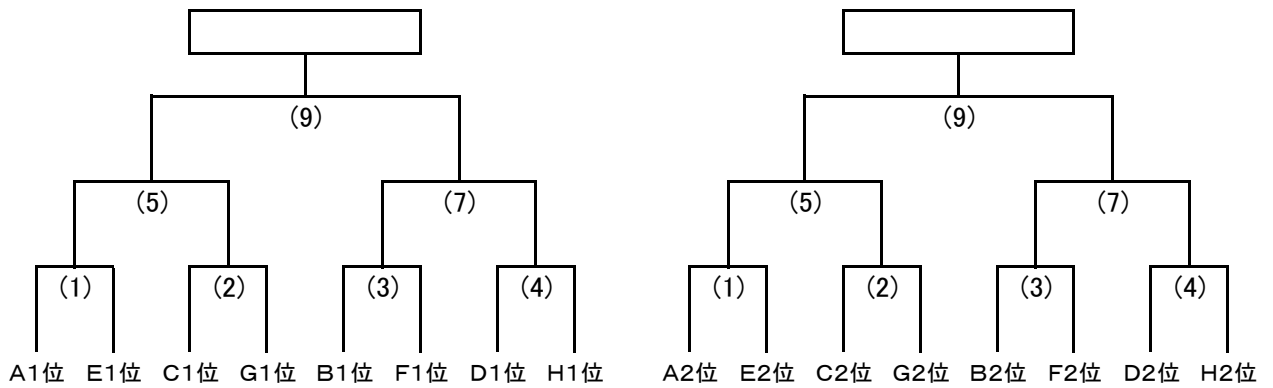 (9) (9)
(5) (7) (5) (7)
(1) (2) (3) (4) (1) (2) (3) (4)
A1位 E1位 C1位 G1位 B1位 F1位 D1位 H1位 A2位 E2位 C2位 G2位 B2位 F2位 D2位 H2位